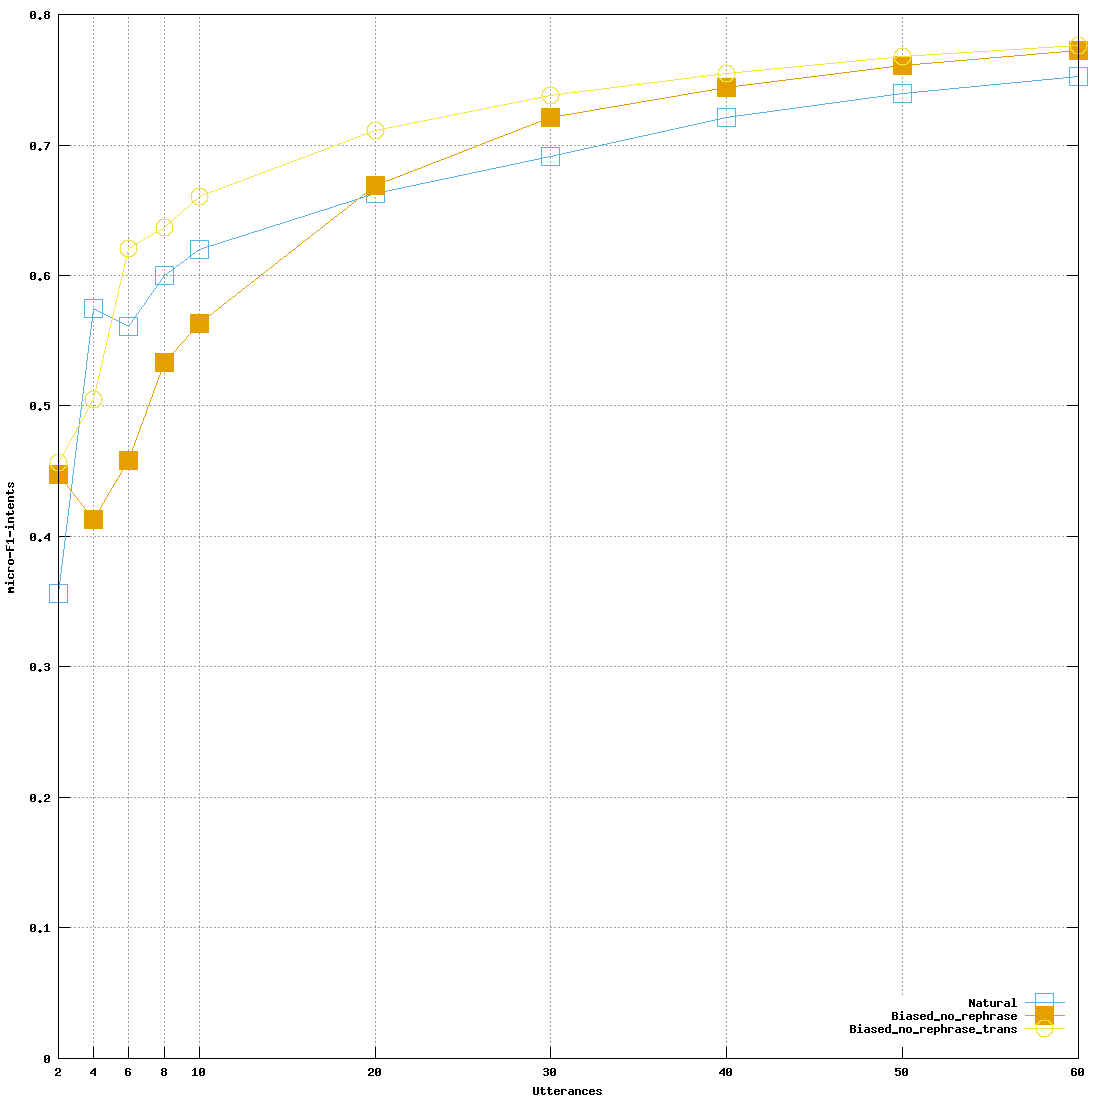 0.8
0.7
0.6
0.5
0.4
0.3
0.2
0.1
0
micro-F1-intents
2 4 6 8 10 20 30 40 50 60
Utterances
Natural
Biased_no_rephrase
Biased_no_rephrase_trans